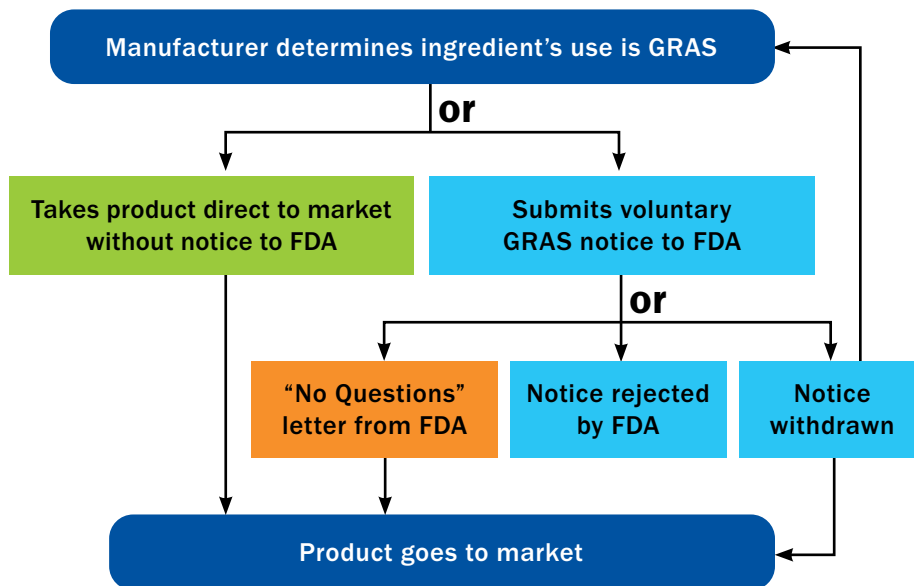 Manufacturer determines ingredient’s use is GRAS
or
Takes product direct to market
without notice to FDA
Submits voluntary
GRAS notice to FDA
or
“No Questions”
letter from FDA
Notice rejected
by FDA
Notice
withdrawn
Product goes to market